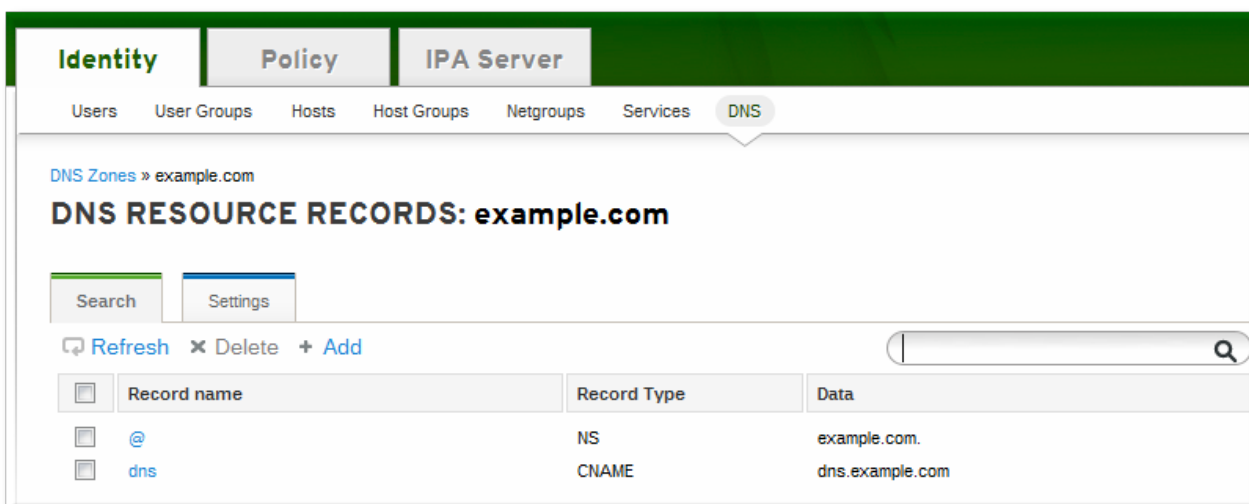 Identity Policy IPA Server
Users User Groups Hosts Host Groups Netgroups Services DNS
DNS Zones » example.com
DNS RESOURCE RECORDS: example.com
Search Settings
Refresh × Delete + Add
Record name Record Type Data
@ NS example.com.
dns CNAME dns.example.com